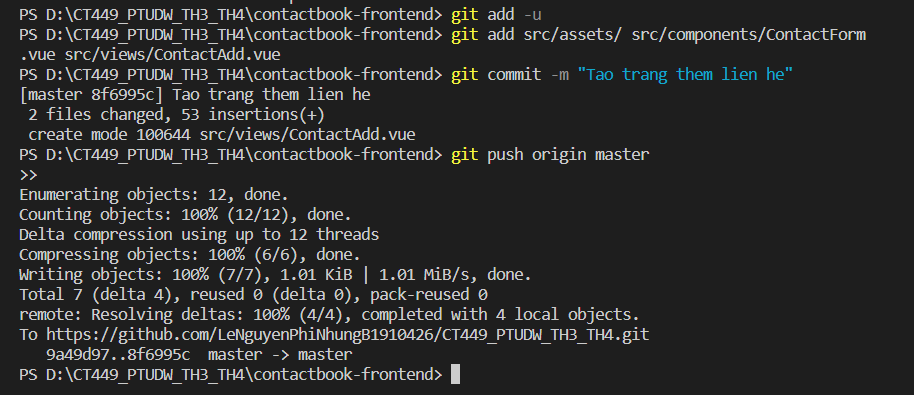 PS D:\CT449_PTUDW_TH3_TH4\contactbook-frontend> git add -u
PS D:\CT449_PTUDW_TH3_TH4\contactbook-frontend> git add src/assets/ src/components/ContactForm
.vue src/views/ContactAdd.vue
PS D:\CT449_PTUDW_TH3_TH4\contactbook-frontend> git commit -m "Tao trang them lien he"
[master 8f6995c] Tao trang them lien he
 2 files changed, 53 insertions(+)
 create mode 100644 src/views/ContactAdd.vue
PS D:\CT449_PTUDW_TH3_TH4\contactbook-frontend> git push origin master
>>
Enumerating objects: 12, done.
Counting objects: 100% (12/12), done.
Delta compression using up to 12 threads
Compressing objects: 100% (6/6), done.
Writing objects: 100% (7/7), 1.01 KiB | 1.01 MiB/s, done.
Total 7 (delta 4), reused 0 (delta 0), pack-reused 0
remote: Resolving deltas: 100% (4/4), completed with 4 local objects.
To https://github.com/LeNguyenPhiNhungB1910426/CT449_PTUDW_TH3_TH4.git
   9a49d97..8f6995c  master -> master
PS D:\CT449_PTUDW_TH3_TH4\contactbook-frontend>